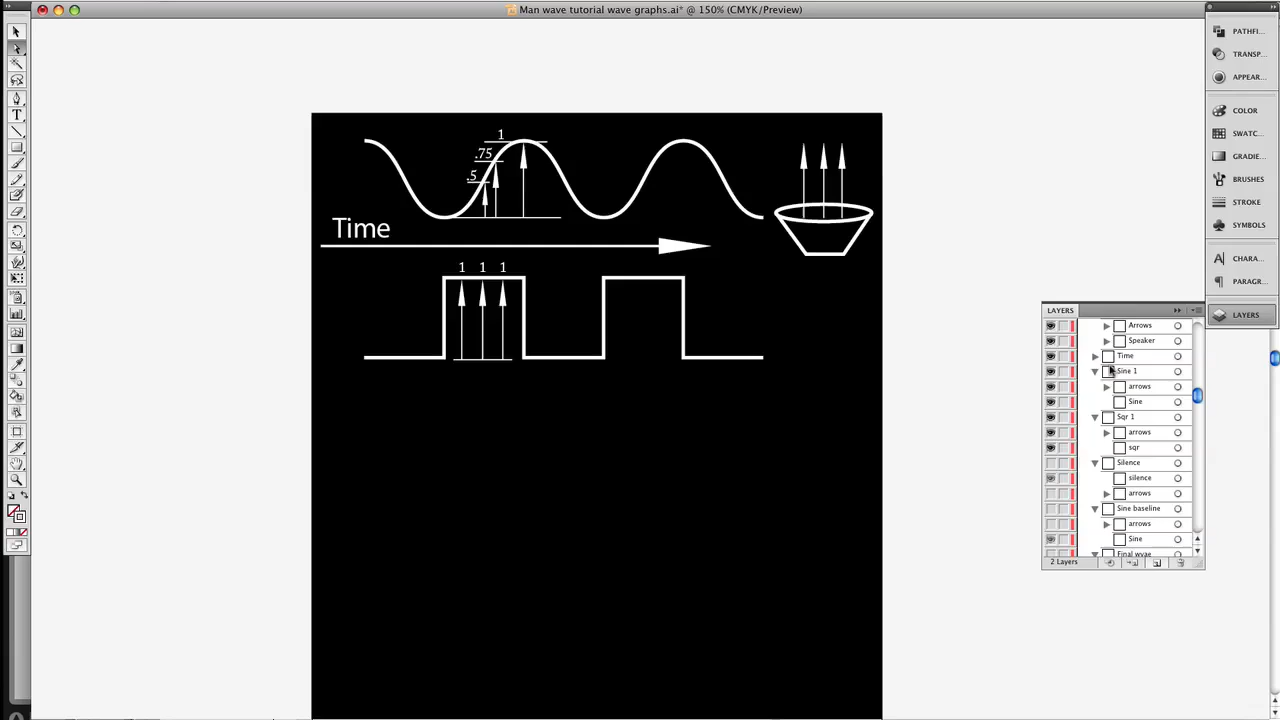 Man wave tutorial wave graphs.ai* @ 150% (CMYK/Preview)
PATHFI...
TRANSP...
APPEAR...
COLOR
SWATC...
GRADIE...
BRUSHES
STROKE
SYMBOLS
CHARA...
PARAGR...
LAYERS
1
.75
.5
Time
1 1 1
LAYERS
Arrows
Speaker
Time
Sine 1
arrows
Sine
Sqr 1
arrows
sqr
Silence
silence
arrows
Sine baseline
arrows
Sine
Final wvae
2 Layers